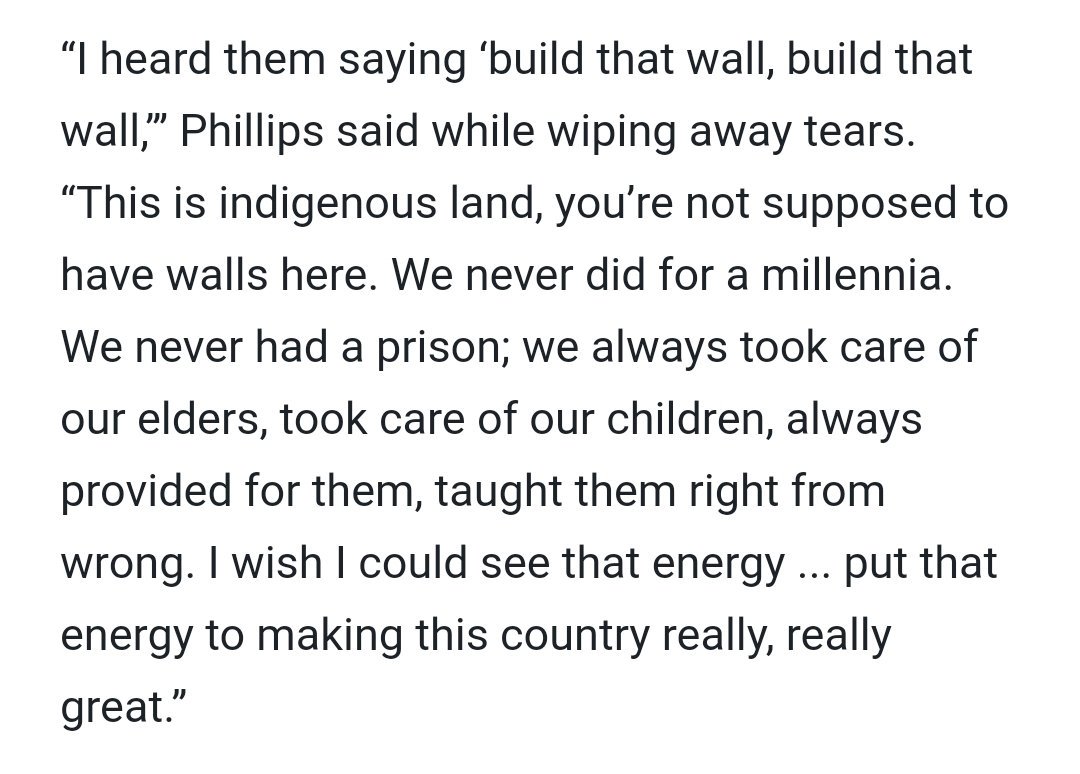 “I heard them saying ‘build that wall, build that
wall,’” Phillips said while wiping away tears.
“This is indigenous land, you’re not supposed to
have walls here. We never did for a millennia.
We never had a prison; we always took care of
our elders, took care of our children, always
provided for them, taught them right from
wrong. I wish I could see that energy ... put that
energy to making this country really, really
great.”